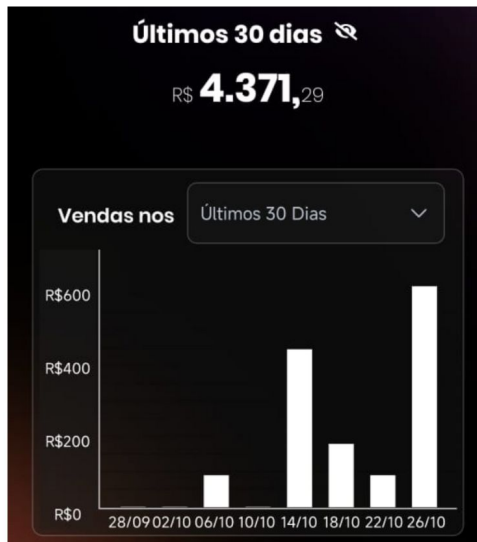 Últimos 30 dias
R$ 4.371,29
Vendas nos
Últimos 30 Dias
R$600
R$400
R$200
R$0
28/09 02/10 06/10 10/10 14/10 18/10 22/10 26/10